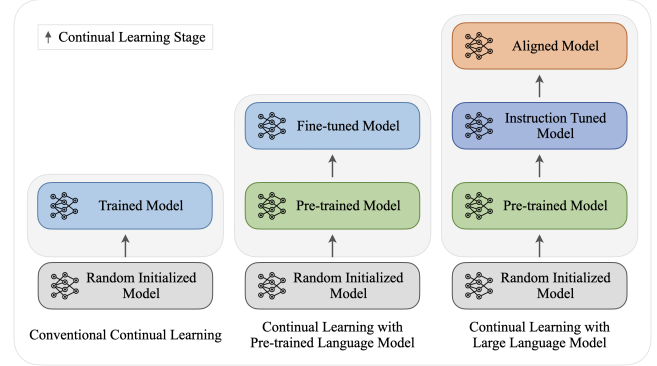 Continual Learning Stage
Aligned Model
Fine-tuned Model
Instruction Tuned
Model
Trained Model
Pre-trained Model
Pre-trained Model
Random Initialized
Model
Random Initialized
Model
Random Initialized
Model
Conventional Continual Learning
Continual Learning with
Pre-trained Language Model
Continual Learning with
Large Language Model